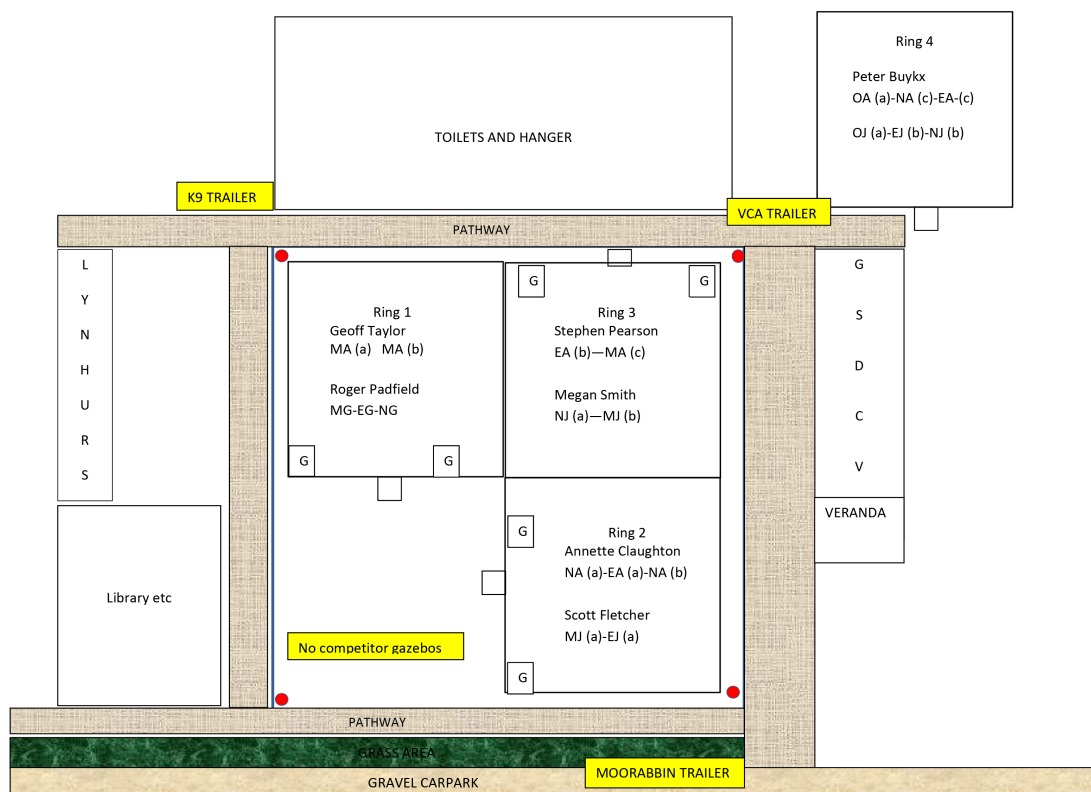 Ring 4
Peter Buykx
OA (a)-NA (c)-EA-(c)
OJ (a)-EJ (b)-NJ (b)
TOILETS AND HANGER
K9 TRAILER
VCA TRAILER
PATHWAY
L
Y
N
H
U
R
S
G
S
D
C
V
VERANDA
Ring 1
Geoff Taylor
MA (a) MA (b)
Roger Padfield
MG-EG-NG
G
G
G
G
Ring 3
Stephen Pearson
EA (b)—MA (c)
Megan Smith
NJ (a)—MJ (b)
G
Ring 2
Annette Claughton
NA (a)-EA (a)-NA (b)
Scott Fletcher
MJ (a)-EJ (a)
G
Library etc
No competitor gazebos
PATHWAY
GRASS AREA
MOORABBIN TRAILER
GRAVEL CARPARK